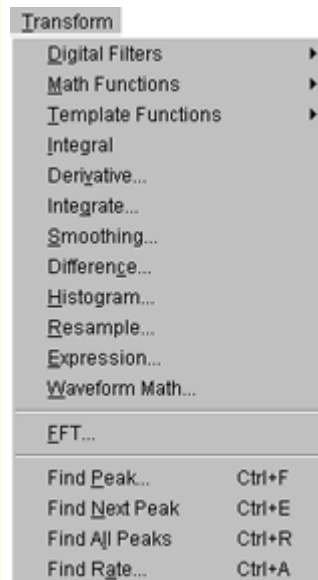 Transform
Digital Filters
Math Functions
Template Functions
Integral
Derivative...
Integrate...
Smoothing...
Difference...
Histogram...
Resample...
Expression...
Waveform Math...
FFT...
Find Peak... Ctrl+F
Find Next Peak Ctrl+E
Find All Peaks Ctrl+R
Find Rate... Ctrl+A